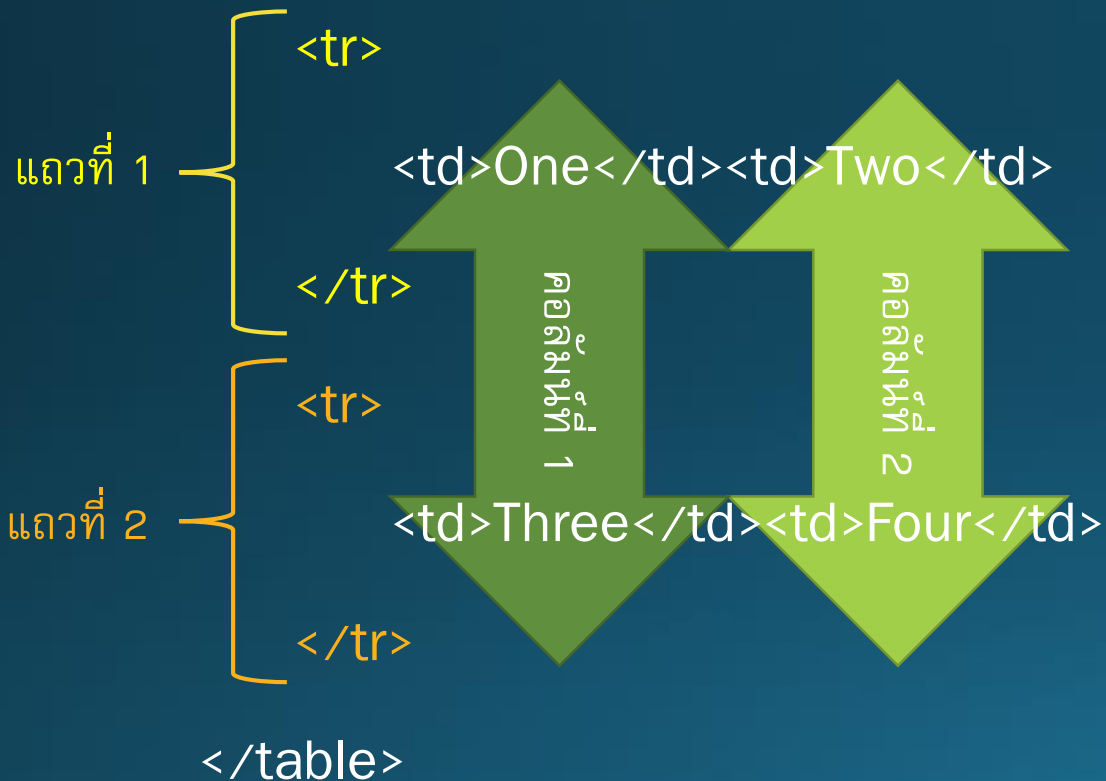 <tr>
แถวที่ 1
<td>One</td><td>Two</td>
</tr>
คอลัมน์ที่ 1
คอลัมน์ที่ 2
<tr>
แถวที่ 2
<td>Three</td><td>Four</td>
</tr>
</table>